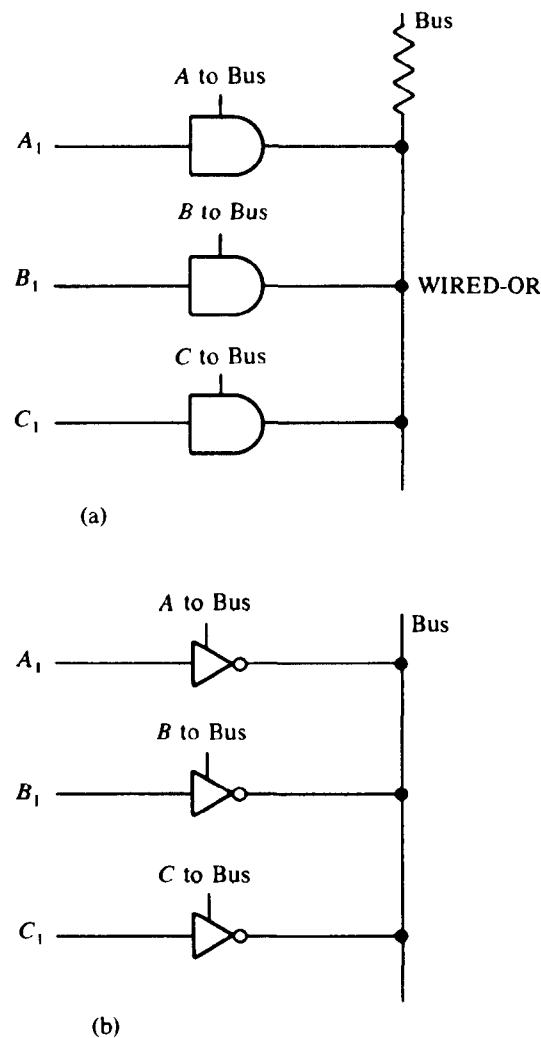 Bus
A to Bus
A1
B to Bus
B1
WIRED-OR
C to Bus
C1
(a)
A to Bus
Bus
A1
B to Bus
B1
C to Bus
C1
(b)